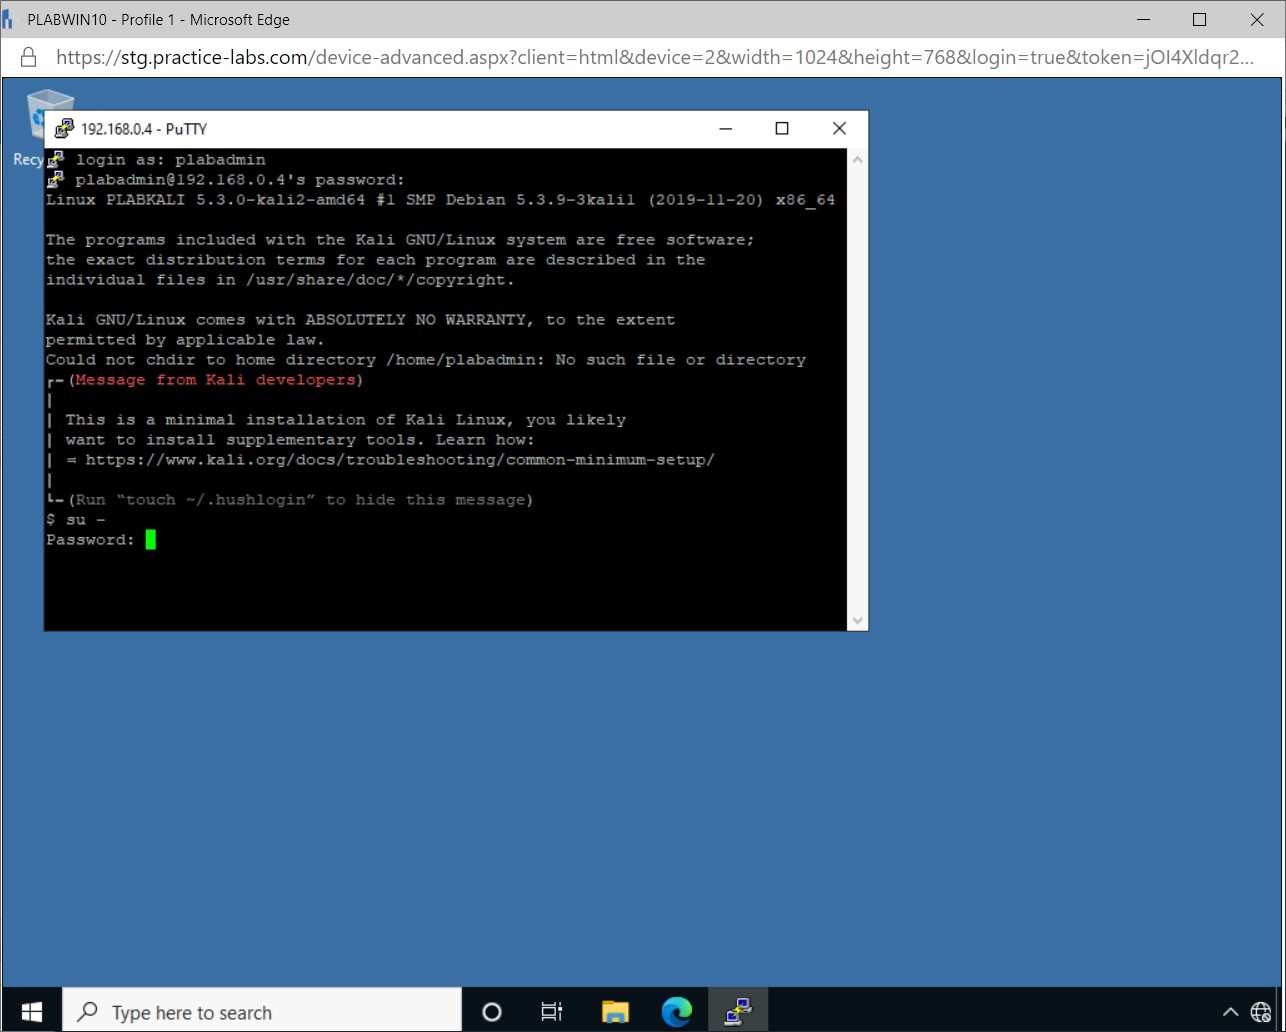 PLABWIN10 - Profile 1 - Microsoft Edge
https://stg.practice-labs.com/device-advanced.aspx?client=html&device=2&width=1024&height=768&login=true&token=jOI4Xldqr2...
192.168.0.4 - PuTTY
Recy
login as: plabadmin
plabadmin@192.168.0.4's password:
Linux PLABKALI 5.3.0-kali2-amd64 #1 SMP Debian 5.3.9-3kali1 (2019-11-20) x86_64
The programs included with the Kali GNU/Linux system are free software;
the exact distribution terms for each program are described in the
individual files in /usr/share/doc/*/copyright.
Kali GNU/Linux comes with ABSOLUTELY NO WARRANTY, to the extent
permitted by applicable law.
Could not chdir to home directory /home/plabadmin: No such file or directory
┌─(Message from Kali developers)
│
│ This is a minimal installation of Kali Linux, you likely
│ want to install supplementary tools. Learn how:
│ ⇒ https://www.kali.org/docs/troubleshooting/common-minimum-setup/
│
└─(Run “touch ~/.hushlogin” to hide this message)
$ su -
Password:
Type here to search